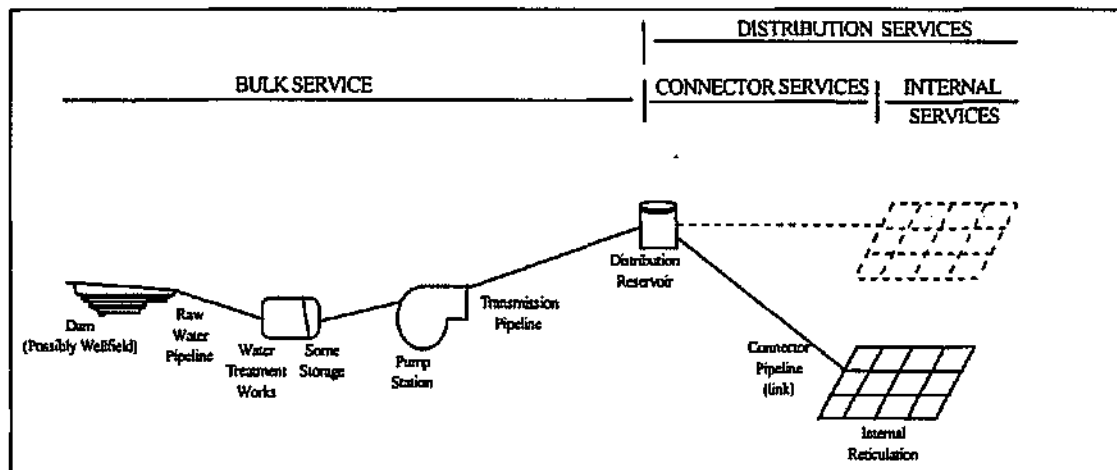 DISTRIBUTION SERVICES
BULK SERVICE
CONNECTOR SERVICES
INTERNAL
SERVICES
Dam
(Possibly Wellfield)
Raw
Water
Pipeline
Water
Treatment
Works
Some
Storage
Pump
Station
Transmission
Pipeline
Distribution
Reservoir
Connector
Pipeline
(link)
Internal
Reticulation